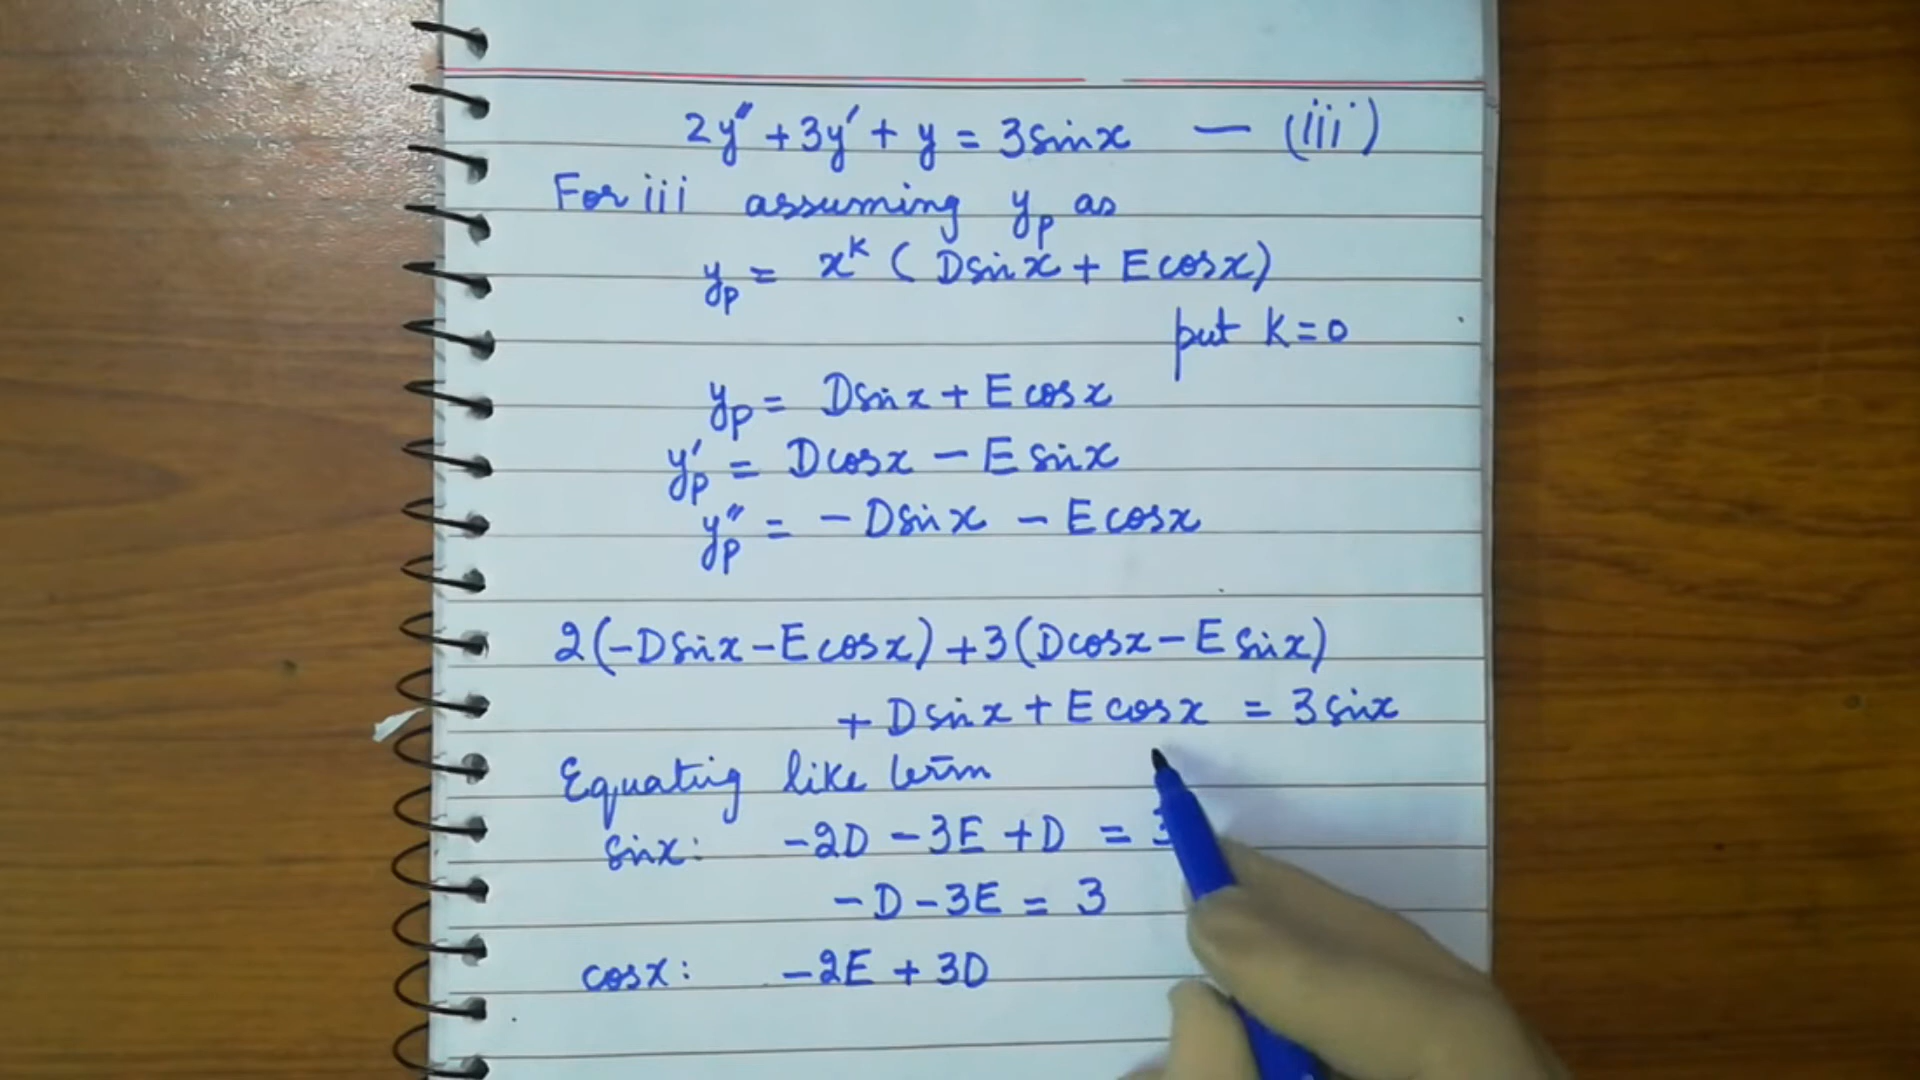 2y″ + 3y′ + y = 3sinx — (iii)
For iii assuming yₚ as
yₚ = xᵏ ( Dsinx + Ecosx)
put K=0
yₚ = Dsinx + Ecosx
y′ₚ = Dcosx − Esinx
y″ₚ = −Dsinx − Ecosx
2(-Dsinx − Ecosx) + 3(Dcosx − Esinx)
+ Dsinx + Ecosx = 3sinx
Equating like term
sinx: −2D − 3E + D = 3
−D − 3E = 3
cosx: −2E + 3D